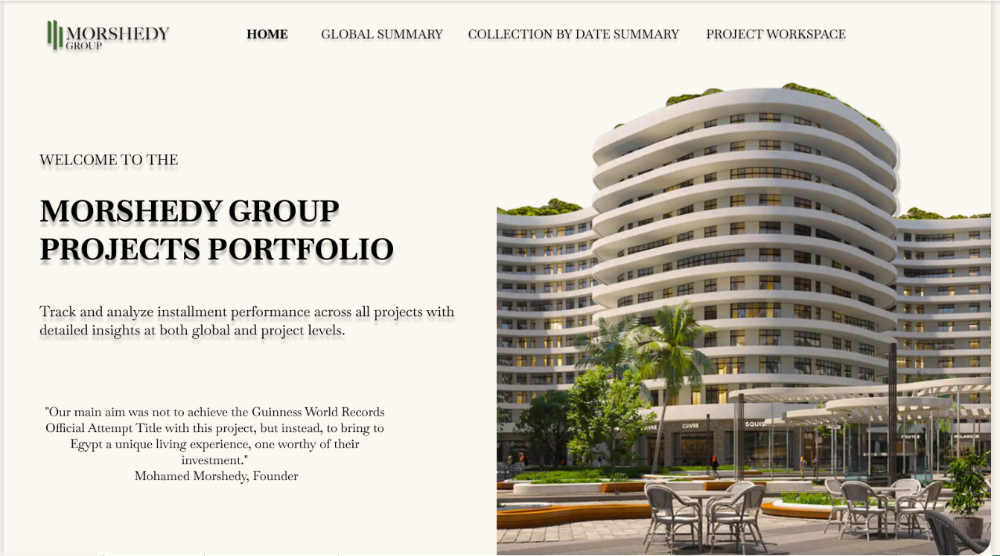 MORSHEDY
GROUP
HOME
GLOBAL SUMMARY
COLLECTION BY DATE SUMMARY
PROJECT WORKSPACE
WELCOME TO THE
MORSHEDY GROUP
PROJECTS PORTFOLIO
Track and analyze installment performance across all projects with
detailed insights at both global and project levels.
"Our main aim was not to achieve the Guinness World Records
Official Attempt Title with this project, but instead, to bring to
Egypt a unique living experience, one worthy of their
investment."
Mohamed Morshedy, Founder
CUIVRE